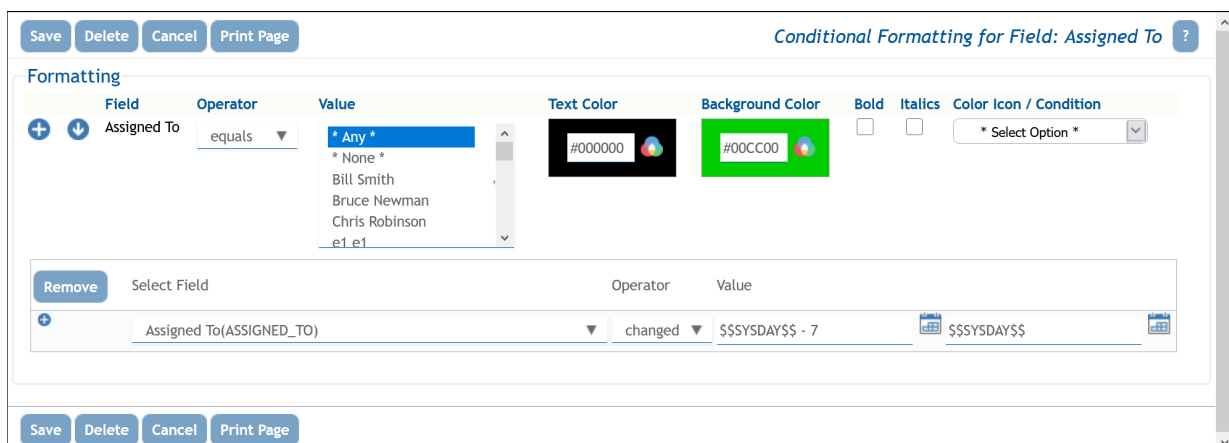 Save Delete Cancel Print Page Conditional Formatting for Field: Assigned To ?
Formatting
Field Operator Value Text Color Background Color Bold Italics Color Icon / Condition
Assigned To equals * Any * #000000 #00CC00 * Select Option *
* None *
Bill Smith
Bruce Newman
Chris Robinson
e1 e1
Remove Select Field Operator Value
Assigned To(ASSIGNED_TO) changed $$SYSDAY$$ - 7 $$SYSDAY$$
Save Delete Cancel Print Page